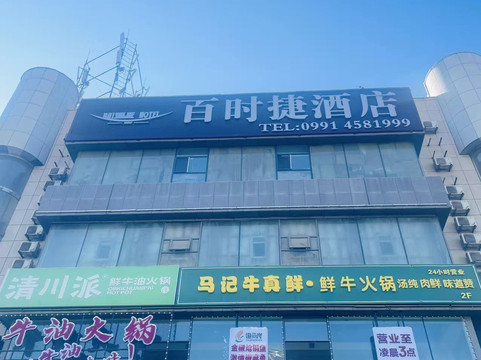 百时捷酒店
TEL:0991 4581999
清川派
鲜牛油火锅
马记牛真鲜·鲜牛火锅
24小时营业
汤纯 肉鲜 味道赞
2F
牛油火锅
营业至
凌晨3点